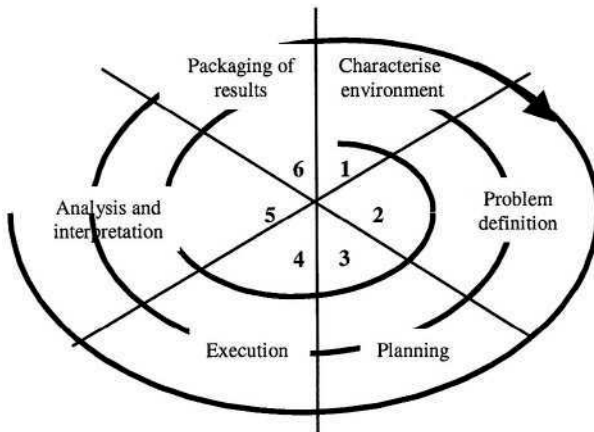 Packaging of
results
Characterise
environment
6
1
Analysis and
interpretation
5
2
Problem
definition
4
3
Execution
Planning